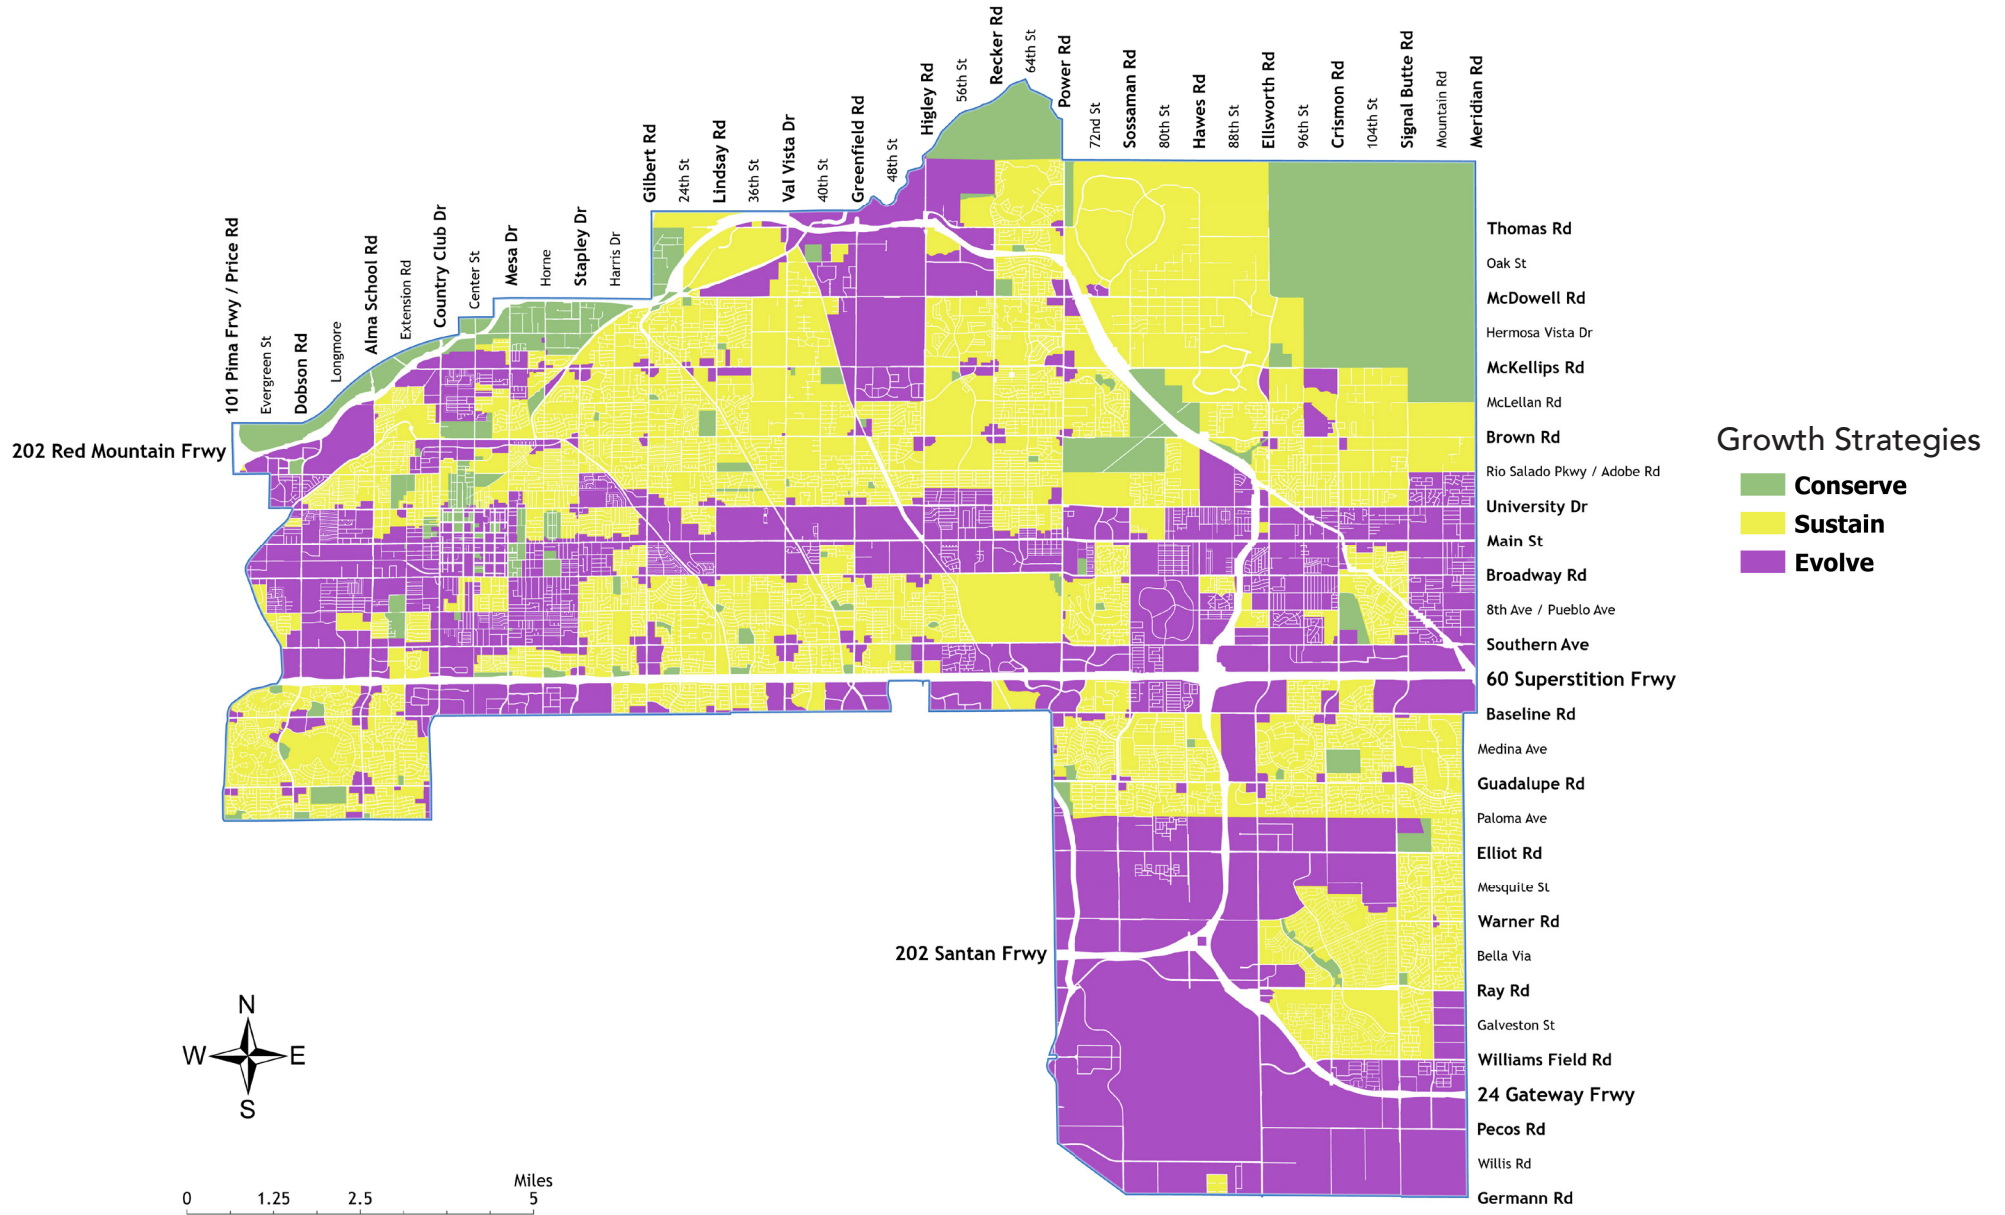 101 Pima Frwy / Price Rd
Evergreen St
Dobson Rd
Longmore
Alma School Rd
Extension Rd
Country Club Dr
Center St
Mesa Dr
Horne
Stapley Dr
Harris Dr
Gilbert Rd
24th St
Lindsay Rd
36th St
Val Vista Dr
40th St
Greenfield Rd
48th St
Higley Rd
56th St
Recker Rd
64th St
Power Rd
72nd St
Sossaman Rd
80th St
Hawes Rd
88th St
Ellsworth Rd
96th St
Crismon Rd
104th St
Signal Butte Rd
Mountain Rd
Meridian Rd
Thomas Rd
Oak St
McDowell Rd
Hermosa Vista Dr
McKellips Rd
McLellan Rd
Brown Rd
Rio Salado Pkwy / Adobe Rd
University Dr
Main St
Broadway Rd
8th Ave / Pueblo Ave
Southern Ave
60 Superstition Frwy
Baseline Rd
Medina Ave
Guadalupe Rd
Paloma Ave
Elliot Rd
Mesquite St
Warner Rd
Bella Via
Ray Rd
Galveston St
Williams Field Rd
24 Gateway Frwy
Pecos Rd
Willis Rd
Germann Rd
202 Red Mountain Frwy
202 Santan Frwy
Growth Strategies
Conserve
Sustain
Evolve
N
W E
S
Miles
0 1.25 2.5 5